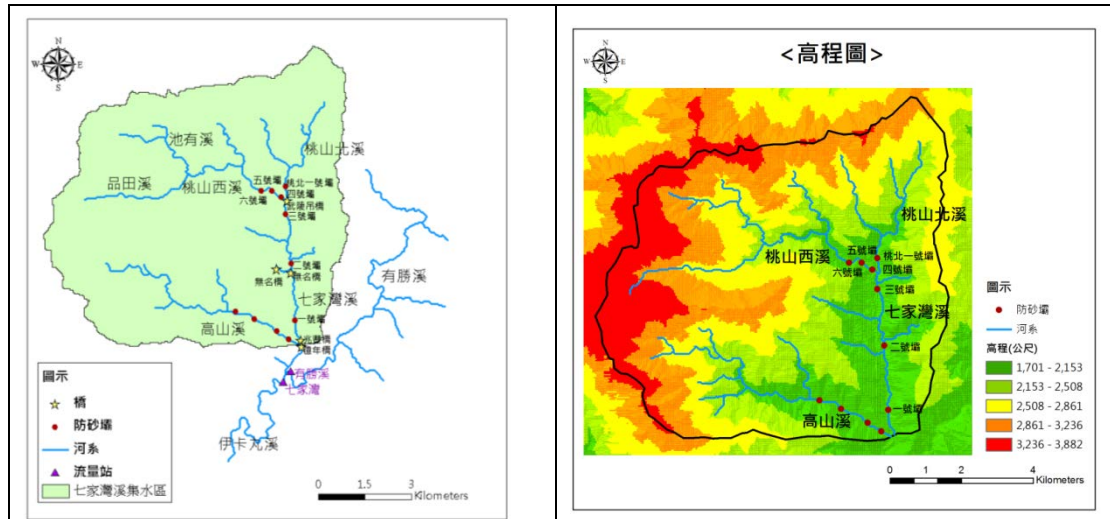 N
W
E
S
池有溪
桃山北溪
品田溪
桃山西溪
五號壩
桃北一號壩
六號壩
四號壩
武陵吊橋
三號壩
二號壩
無名橋
無名橋
有勝溪
七家灣溪
一號壩
高山溪
有勝溪
七家灣
伊卡丸溪
圖示
橋
防砂壩
河系
流量站
七家灣溪集水區
0 1.5 3
Kilometers
N
W
E
S
<高程圖>
桃山北溪
桃山西溪
五號壩
桃北一號壩
六號壩
四號壩
三號壩
七家灣溪
二號壩
一號壩
高山溪
圖示
防砂壩
河系
高程(公尺)
1,701 - 2,153
2,153 - 2,508
2,508 - 2,861
2,861 - 3,236
3,236 - 3,882
0 1 2 4
Kilometers